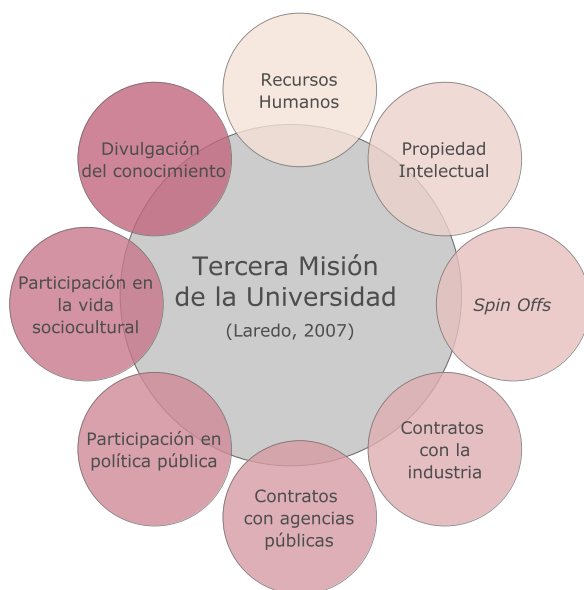 Tercera Misión
de la Universidad
(Laredo, 2007)
Recursos
Humanos
Propiedad
Intelectual
Spin Offs
Contratos
con la
industria
Contratos
con agencias
públicas
Participación en
política pública
Participación en
la vida
sociocultural
Divulgación
del conocimiento